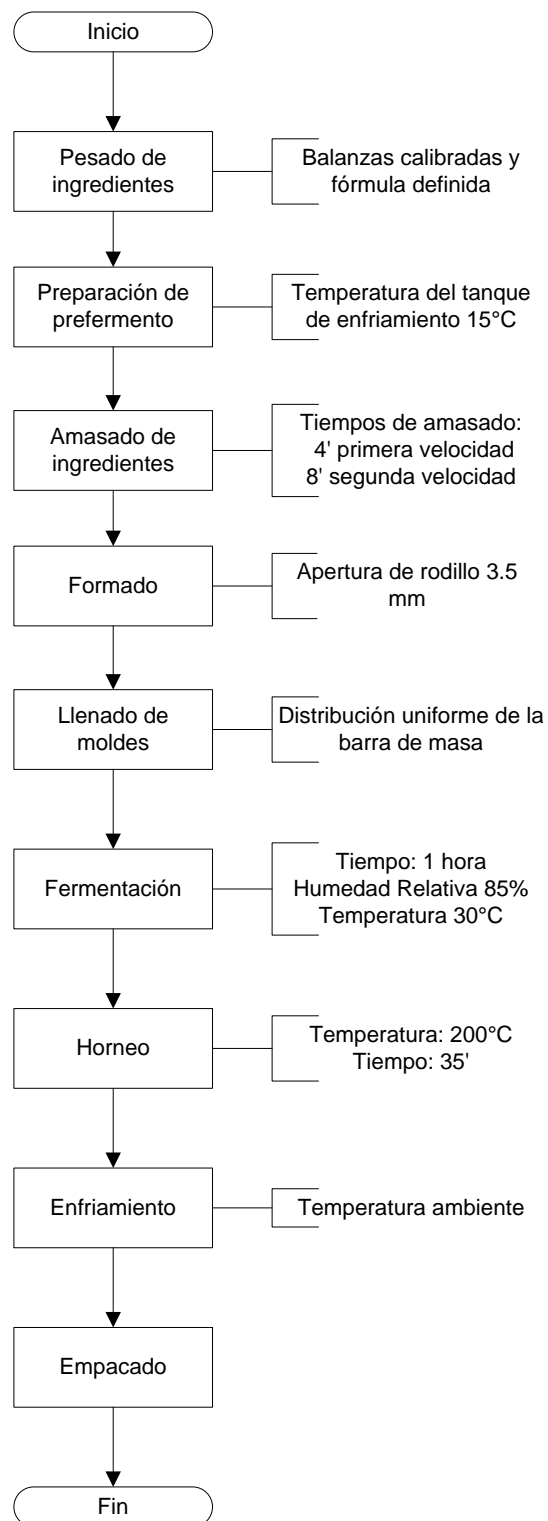 Inicio
Pesado de
ingredientes
Balanzas calibradas y
fórmula definida
Preparación de
prefermento
Temperatura del tanque
de enfriamiento 15°C
Amasado de
ingredientes
Tiempos de amasado:
4' primera velocidad
8' segunda velocidad
Formado
Apertura de rodillo 3.5
mm
Llenado de
moldes
Distribución uniforme de la
barra de masa
Fermentación
Tiempo: 1 hora
Humedad Relativa 85%
Temperatura 30°C
Horneo
Temperatura: 200°C
Tiempo: 35'
Enfriamiento
Temperatura ambiente
Empacado
Fin